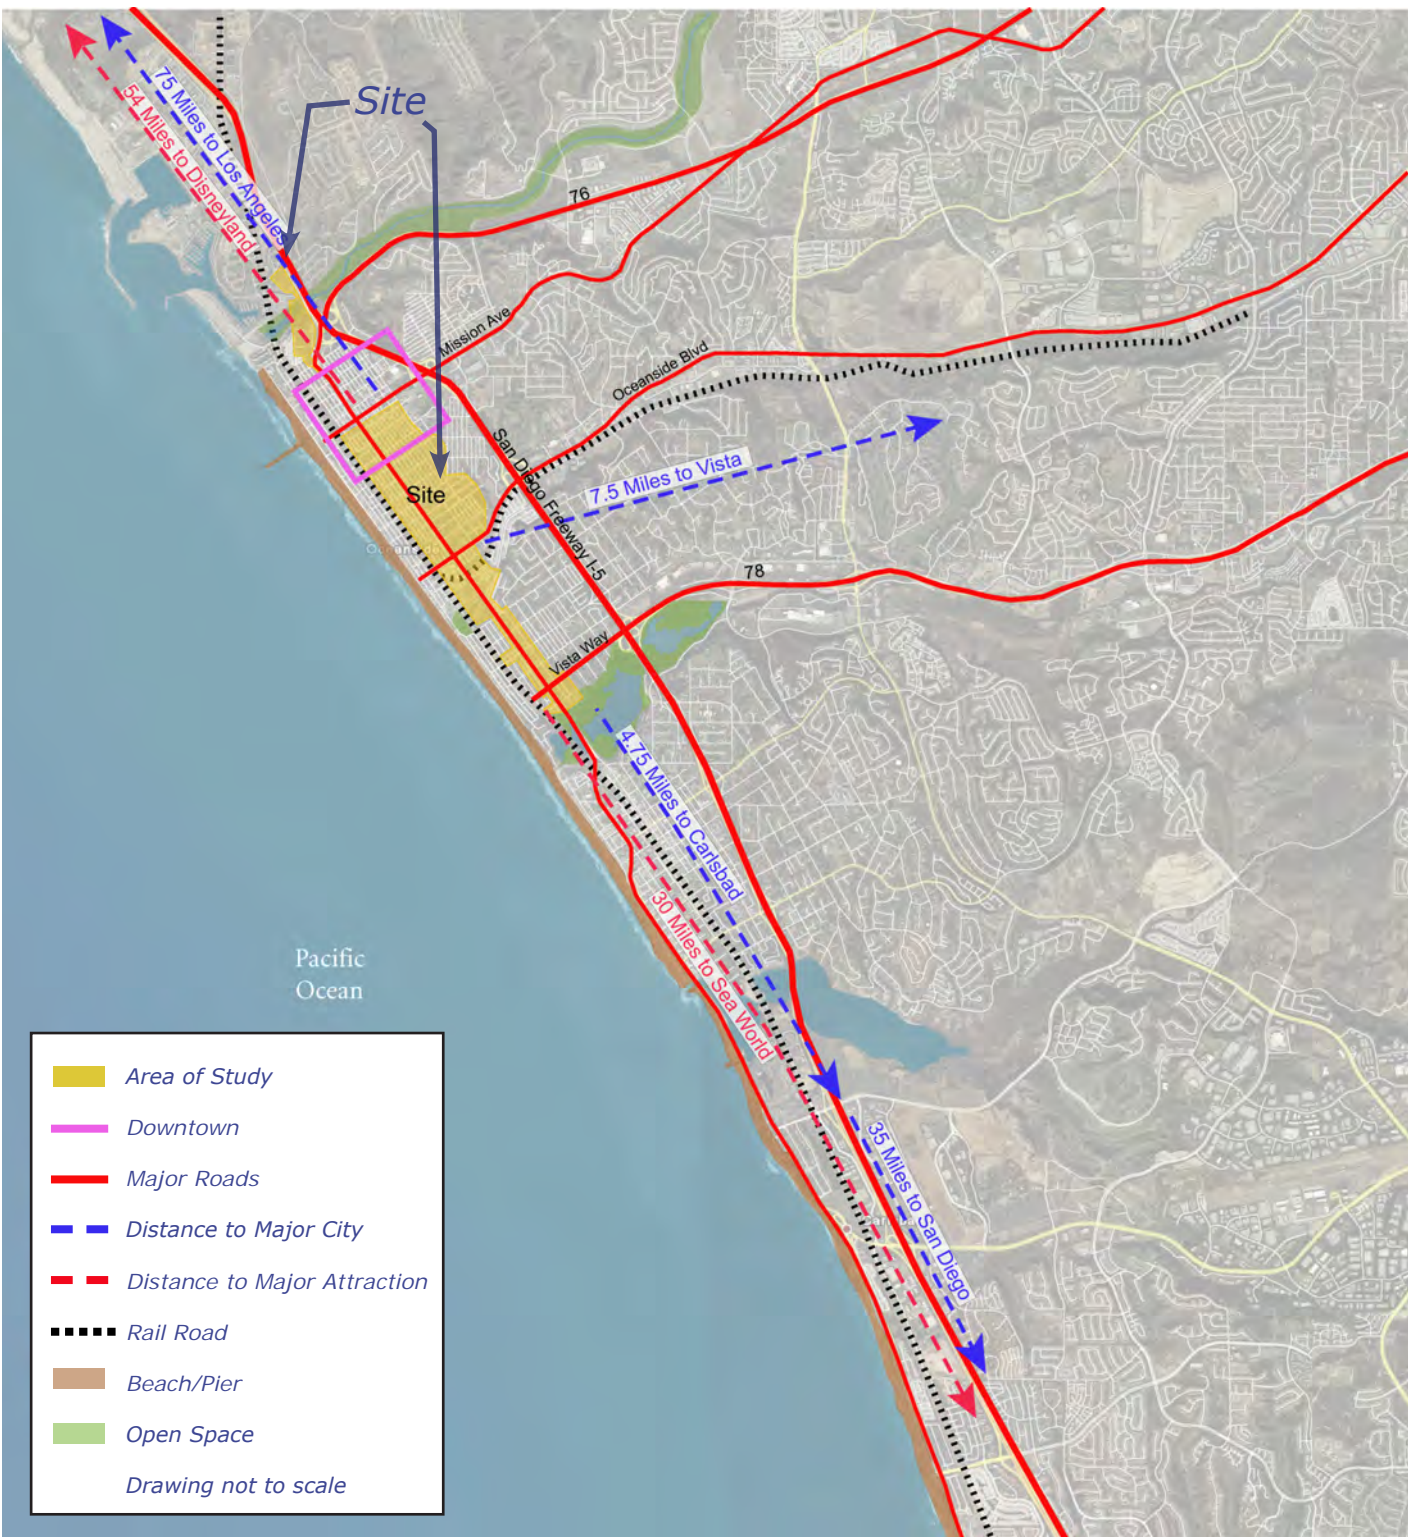 Site
75 Miles to Los Angeles
54 Miles to Disneyland
76
Mission Ave
Oceanside Blvd
San Diego Freeway I-5
7.5 Miles to Vista
Site
Oceanside
78
Vista Way
4.75 Miles to Carlsbad
30 Miles to Sea World
35 Miles to San Diego
Pacific
Ocean
Area of Study
Downtown
Major Roads
Distance to Major City
Distance to Major Attraction
Rail Road
Beach/Pier
Open Space
Drawing not to scale